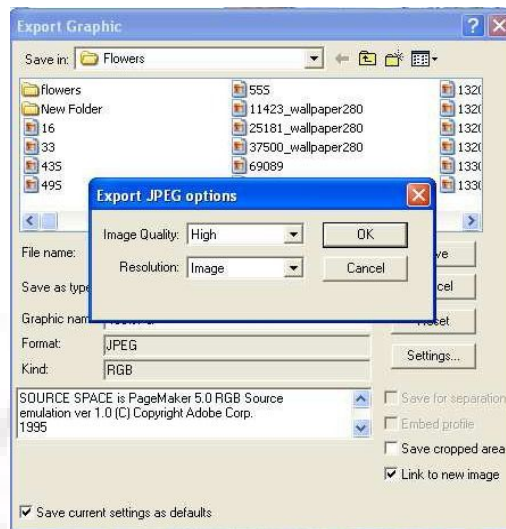 Export Graphic
Save in: Flowers
flowers
New Folder
16
33
435
495
555
11423_wallpaper280
25181_wallpaper280
37500_wallpaper280
69089
Export JPEG options
Image Quality: High
OK
Resolution: Image
Cancel
File name:
Save as type
Graphic nam
Reset
Format: JPEG
Kind: RGB
Settings...
SOURCE SPACE is PageMaker 5.0 RGB Source
emulation ver 1.0 (C) Copyright Adobe Corp.
1995
Save for separation
Embed profile
Save cropped area
Link to new image
Save current settings as defaults